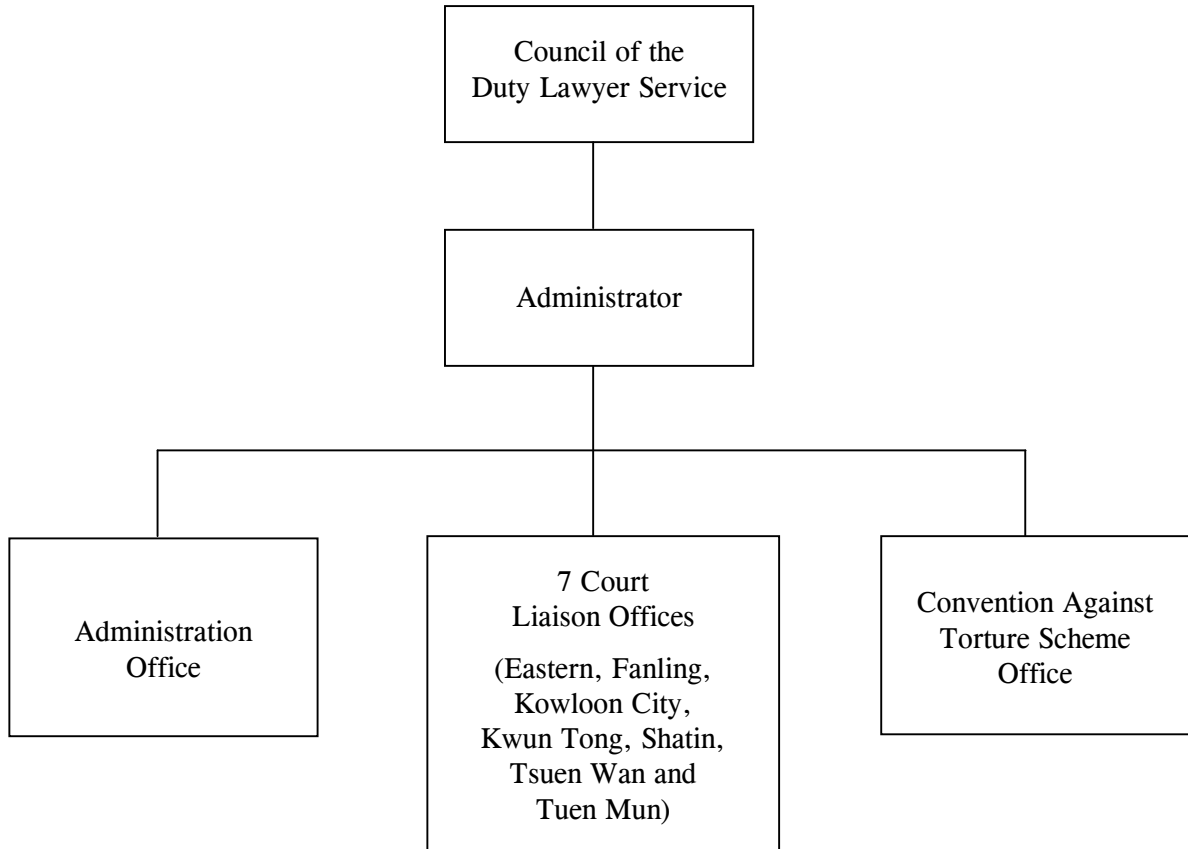 Council of the
Duty Lawyer Service
Administrator
Administration
Office
7 Court
Liaison Offices
(Eastern, Fanling,
Kowloon City,
Kwun Tong, Shatin,
Tsuen Wan and
Tuen Mun)
Convention Against
Torture Scheme
Office